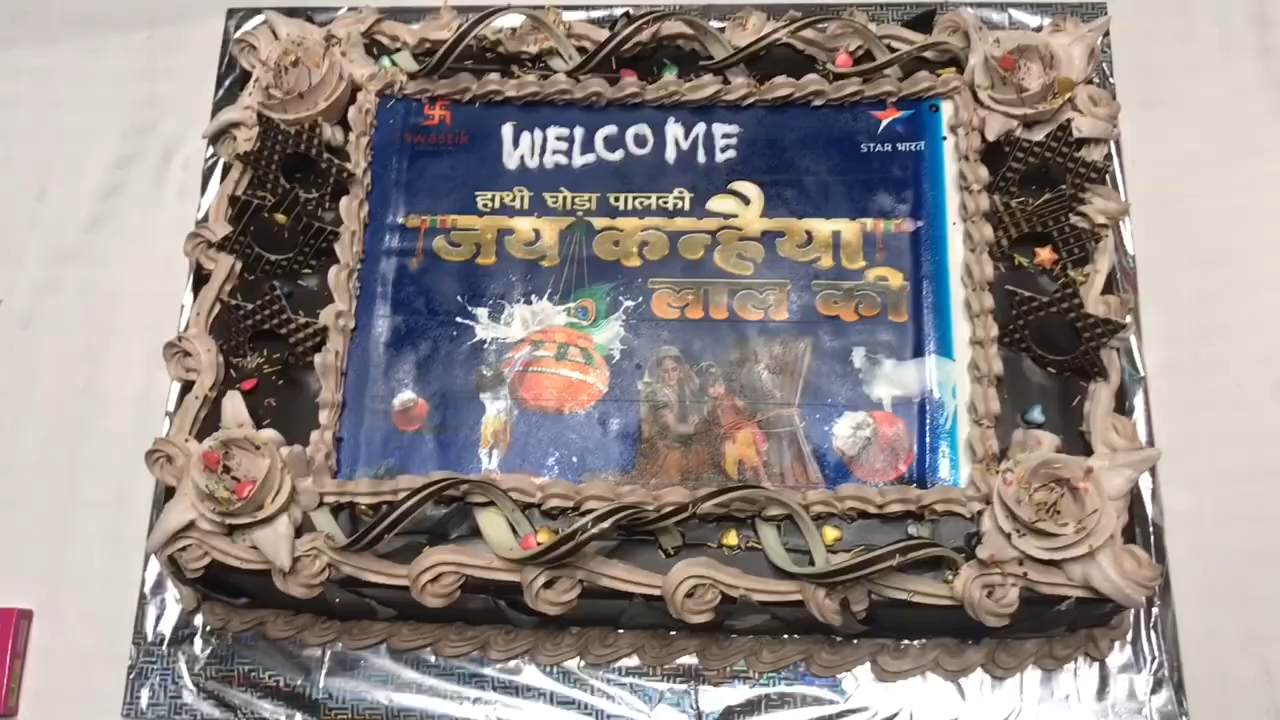 WELCOME
swastik
STAR भारत
हाथी घोड़ा पालकी
जय कन्हैया
लाल की